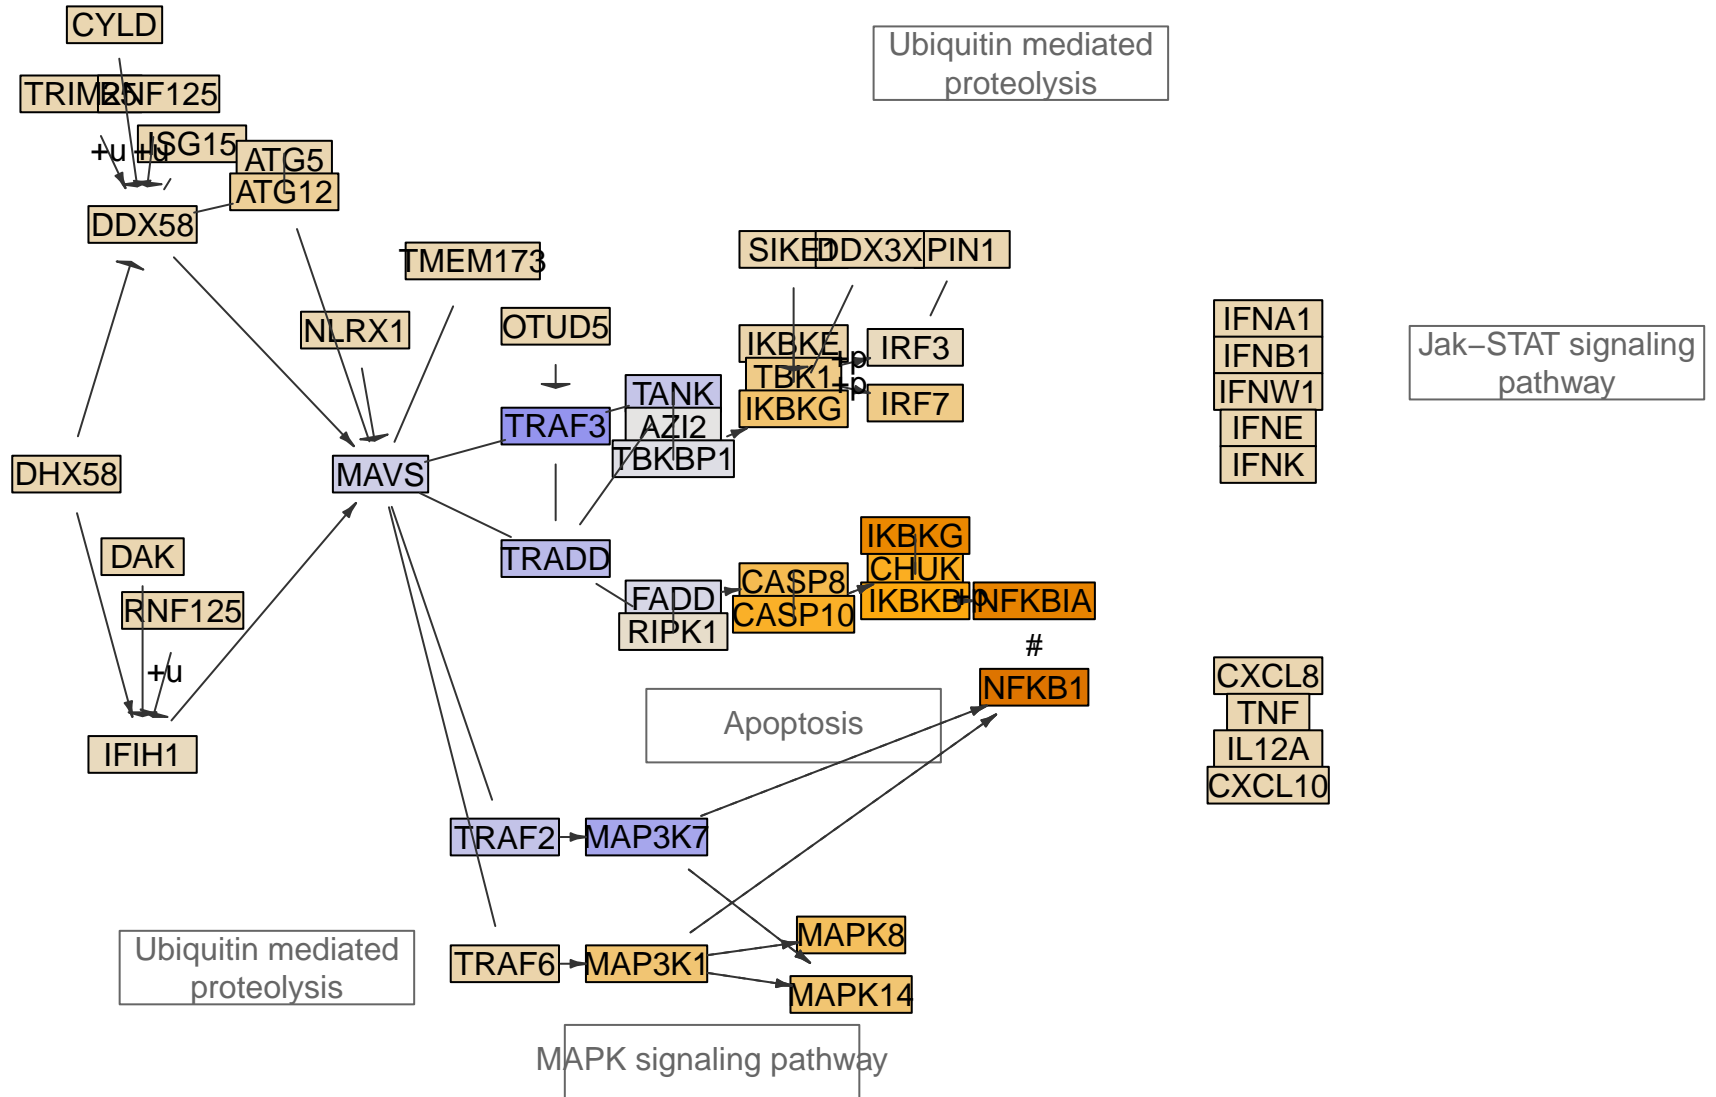 CYLD
Ubiquitin mediated
proteolysis
TRIM25
RNF125
+u
+u
ISG15
ATG5
ATG12
DDX58
TMEM173
SIKE1
DDX3X
PIN1
NLRX1
OTUD5
IKBKE
+p
IRF3
TBK1
+p
IKBKG
IRF7
IFNA1
IFNB1
IFNW1
IFNE
IFNK
Jak−STAT signaling
pathway
TRAF3
TANK
AZI2
TBKBP1
DHX58
MAVS
DAK
RNF125
+u
IFIH1
TRADD
FADD
RIPK1
CASP8
CASP10
IKBKG
CHUK
IKBKB
+p
NFKBIA
#
NFKB1
Apoptosis
CXCL8
TNF
IL12A
CXCL10
TRAF2
MAP3K7
Ubiquitin mediated
proteolysis
TRAF6
MAP3K1
MAPK8
MAPK14
MAPK signaling pathway